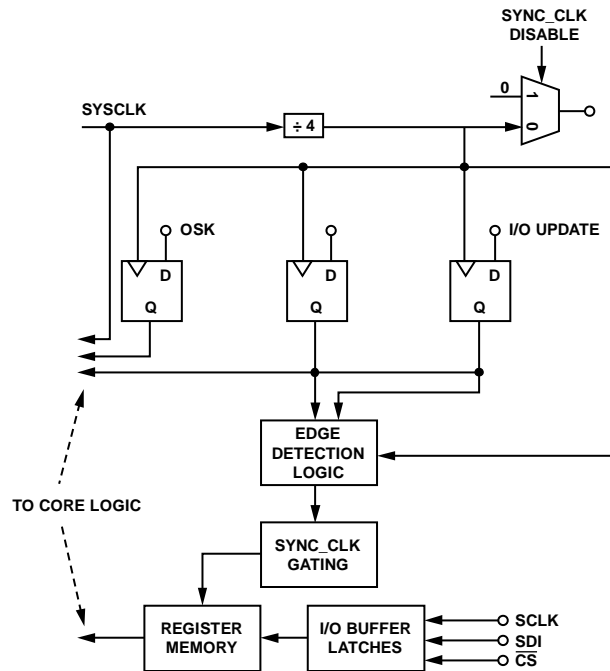 SYNC_CLK
DISABLE
0
1
0
SYSCLK
÷ 4
OSK
I/O UPDATE
D
D
D
Q
Q
Q
EDGE
DETECTION
LOGIC
TO CORE LOGIC
SYNC_CLK
GATING
REGISTER
MEMORY
I/O BUFFER
LATCHES
SCLK
SDI
C̅S̅